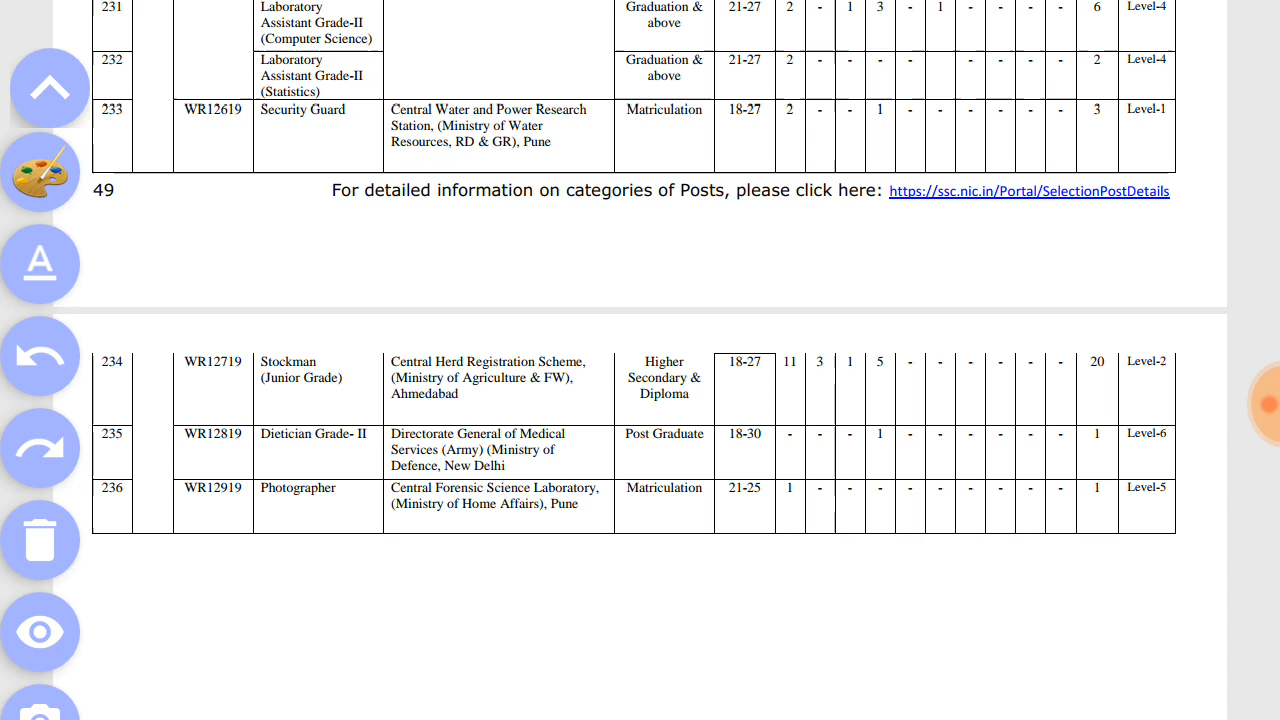 231 Laboratory Graduation & 21-27 2 - 1 3 - 1 - - - - 6 Level-4
Assistant Grade-II above
(Computer Science)
232 Laboratory Graduation & 21-27 2 - - - - - - - - 2 Level-4
Assistant Grade-II above
(Statistics)
233 WR12619 Security Guard Central Water and Power Research Matriculation 18-27 2 - - 1 - - - - - - 3 Level-1
Station, (Ministry of Water
Resources, RD & GR), Pune
49 For detailed information on categories of Posts, please click here: https://ssc.nic.in/Portal/SelectionPostDetails
234 WR12719 Stockman Central Herd Registration Scheme, Higher 18-27 11 3 1 5 - - - - - - 20 Level-2
(Junior Grade) (Ministry of Agriculture & FW), Secondary &
Ahmedabad Diploma
235 WR12819 Dietician Grade- II Directorate General of Medical Post Graduate 18-30 - - - 1 - - - - - - 1 Level-6
Services (Army) (Ministry of
Defence, New Delhi
236 WR12919 Photographer Central Forensic Science Laboratory, Matriculation 21-25 1 - - - - - - - - - 1 Level-5
(Ministry of Home Affairs), Pune
A